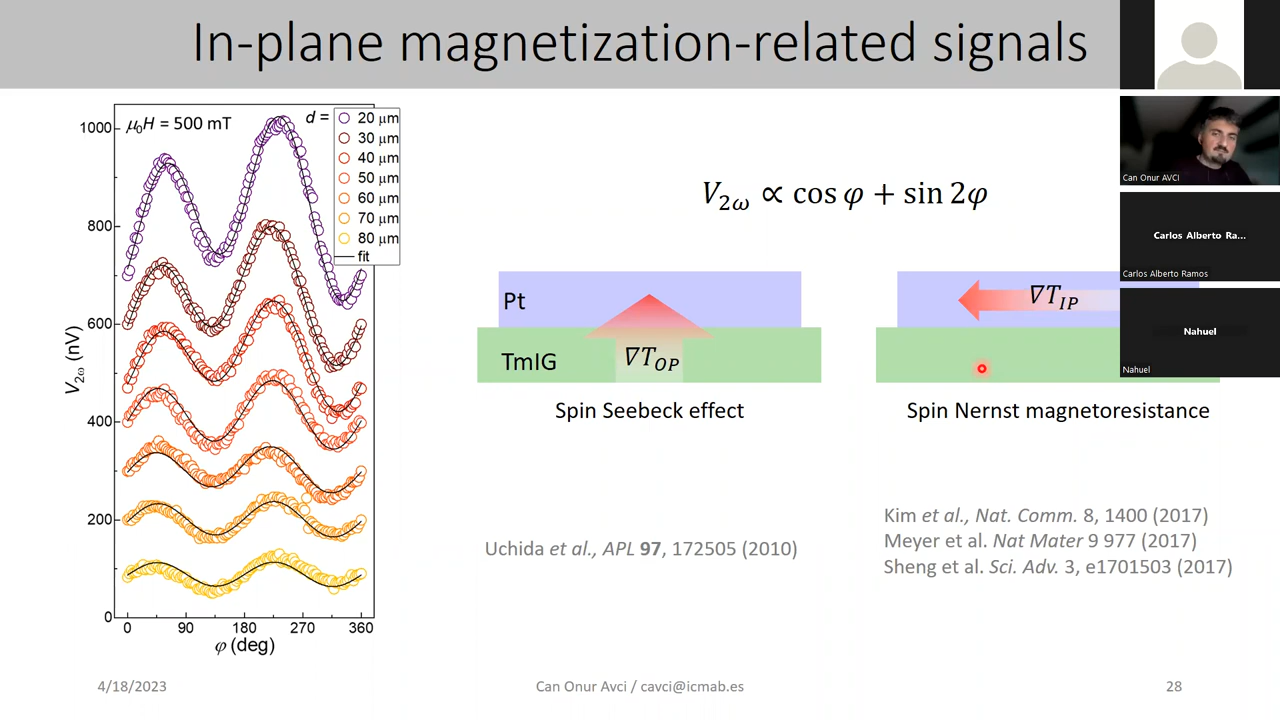 In-plane magnetization-related signals
μ₀H = 500 mT
d =
20 μm
30 μm
40 μm
50 μm
60 μm
70 μm
80 μm
fit
1000
800
600
400
200
0
V₂ω (nV)
0 90 180 270 360
φ (deg)
V₂ω ∝ cos φ + sin 2φ
Pt
TmIG
∇T_OP
Spin Seebeck effect
∇T_IP
Spin Nernst magnetoresistance
Uchida et al., APL 97, 172505 (2010)
Kim et al., Nat. Comm. 8, 1400 (2017)
Meyer et al. Nat Mater 9 977 (2017)
Sheng et al. Sci. Adv. 3, e1701503 (2017)
4/18/2023
Can Onur Avci / cavci@icmab.es
28
Can Onur AVCI
Carlos Alberto Ra...
Carlos Alberto Ramos
Nahuel
Nahuel